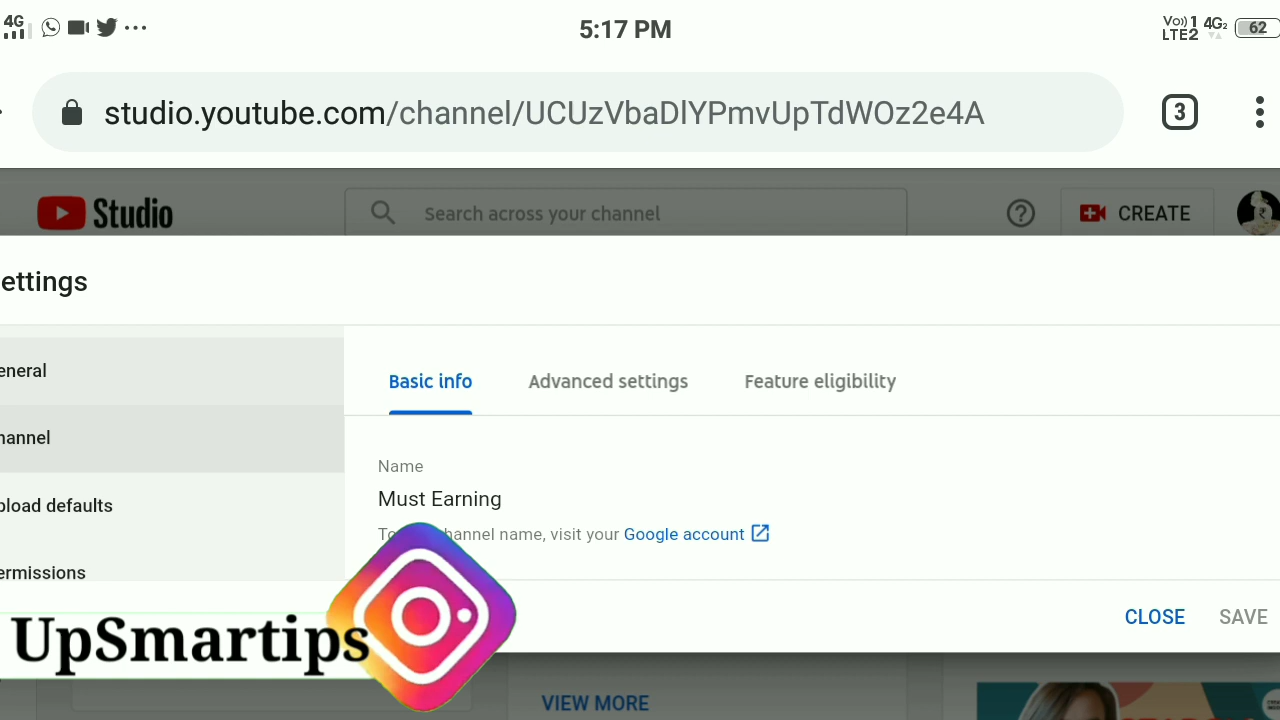 4G 5:17 PM Vo)) 1 LTE2 4G2 62
studio.youtube.com/channel/UCUzVbaDlYPmvUpTdWOz2e4A 3
Studio Search across your channel CREATE
ettings
eneral
Basic info Advanced settings Feature eligibility
hannel
Name
Must Earning
pload defaults
hannel name, visit your Google account
ermissions
CLOSE SAVE
UpSmartips
VIEW MORE